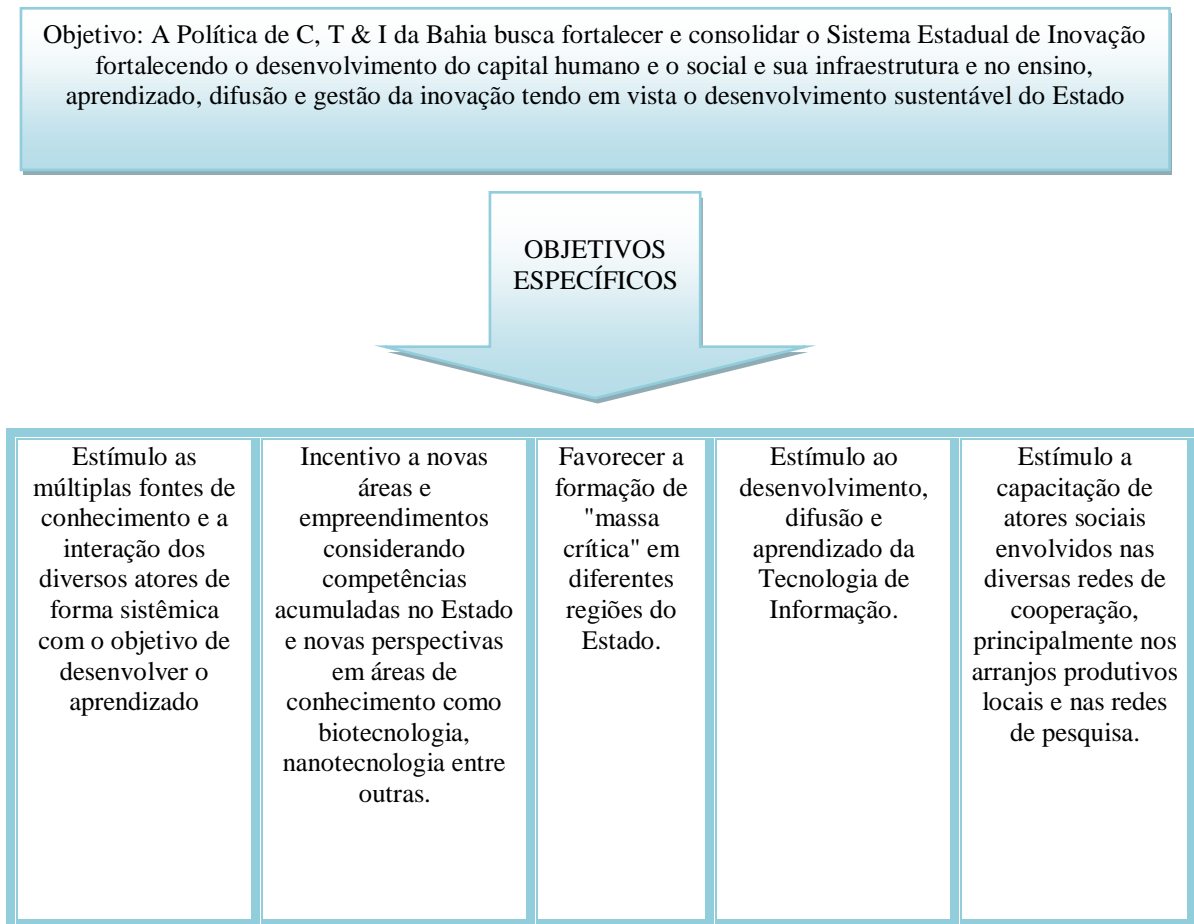 Objetivo: A Política de C, T & I da Bahia busca fortalecer e consolidar o Sistema Estadual de Inovação
fortalecendo o desenvolvimento do capital humano e o social e sua infraestrutura e no ensino,
aprendizado, difusão e gestão da inovação tendo em vista o desenvolvimento sustentável do Estado
OBJETIVOS
ESPECÍFICOS
Estímulo as
múltiplas fontes de
conhecimento e a
interação dos
diversos atores de
forma sistêmica
com o objetivo de
desenvolver o
aprendizado
Incentivo a novas
áreas e
empreendimentos
considerando
competências
acumuladas no Estado
e novas perspectivas
em áreas de
conhecimento como
biotecnologia,
nanotecnologia entre
outras.
Favorecer a
formação de
"massa
crítica" em
diferentes
regiões do
Estado.
Estímulo ao
desenvolvimento,
difusão e
aprendizado da
Tecnologia de
Informação.
Estímulo a
capacitação de
atores sociais
envolvidos nas
diversas redes de
cooperação,
principalmente nos
arranjos produtivos
locais e nas redes
de pesquisa.